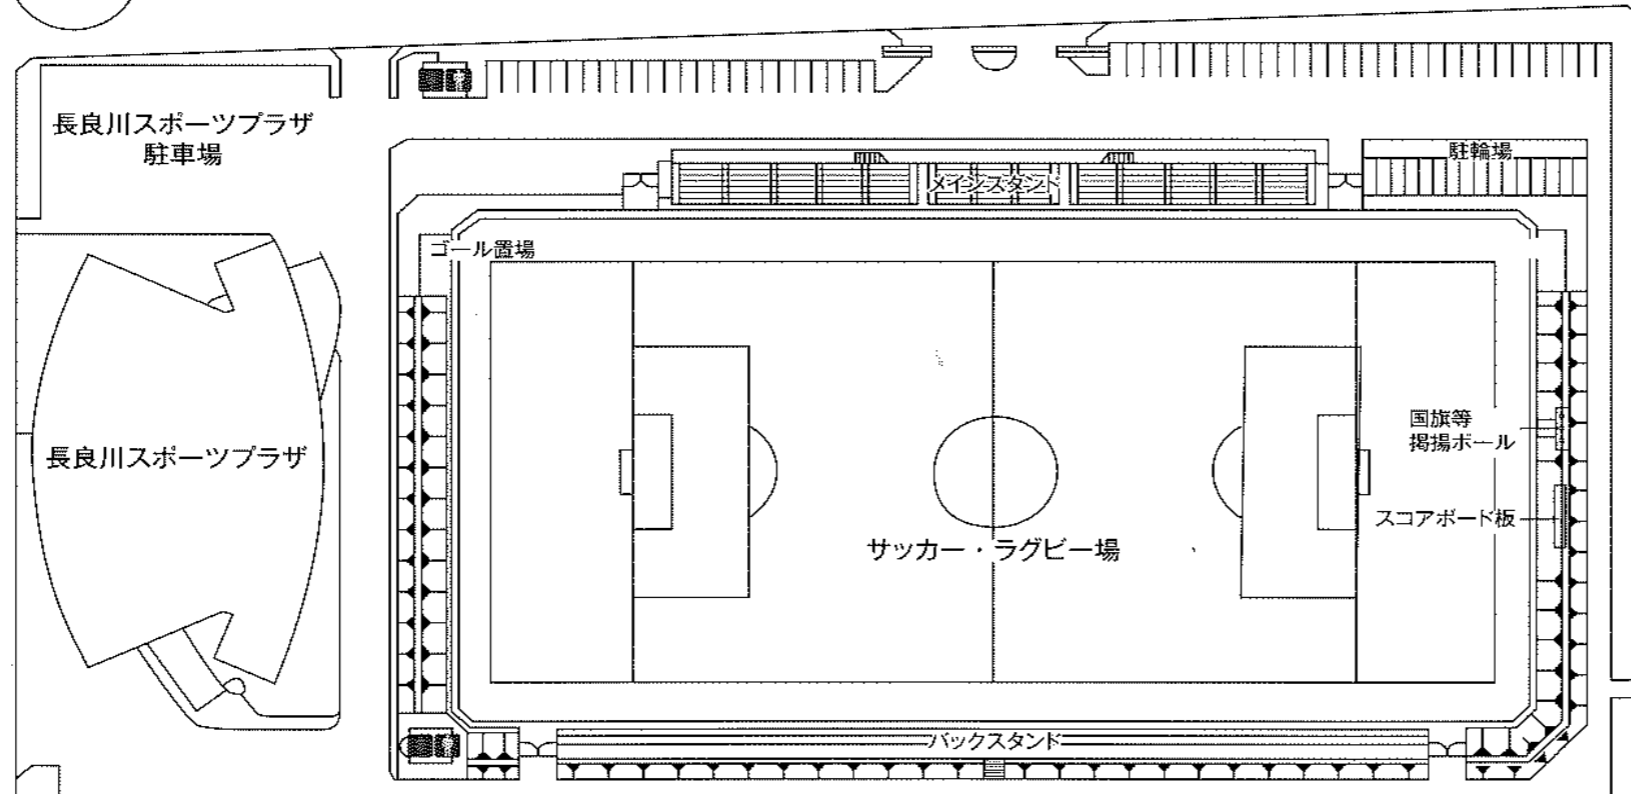 長良川スポーツプラザ
駐車場
駐輪場
メインスタンド
ゴール置場
国旗等
掲揚ポール
長良川スポーツプラザ
スコアボード板
サッカー・ラグビー場
バックスタンド